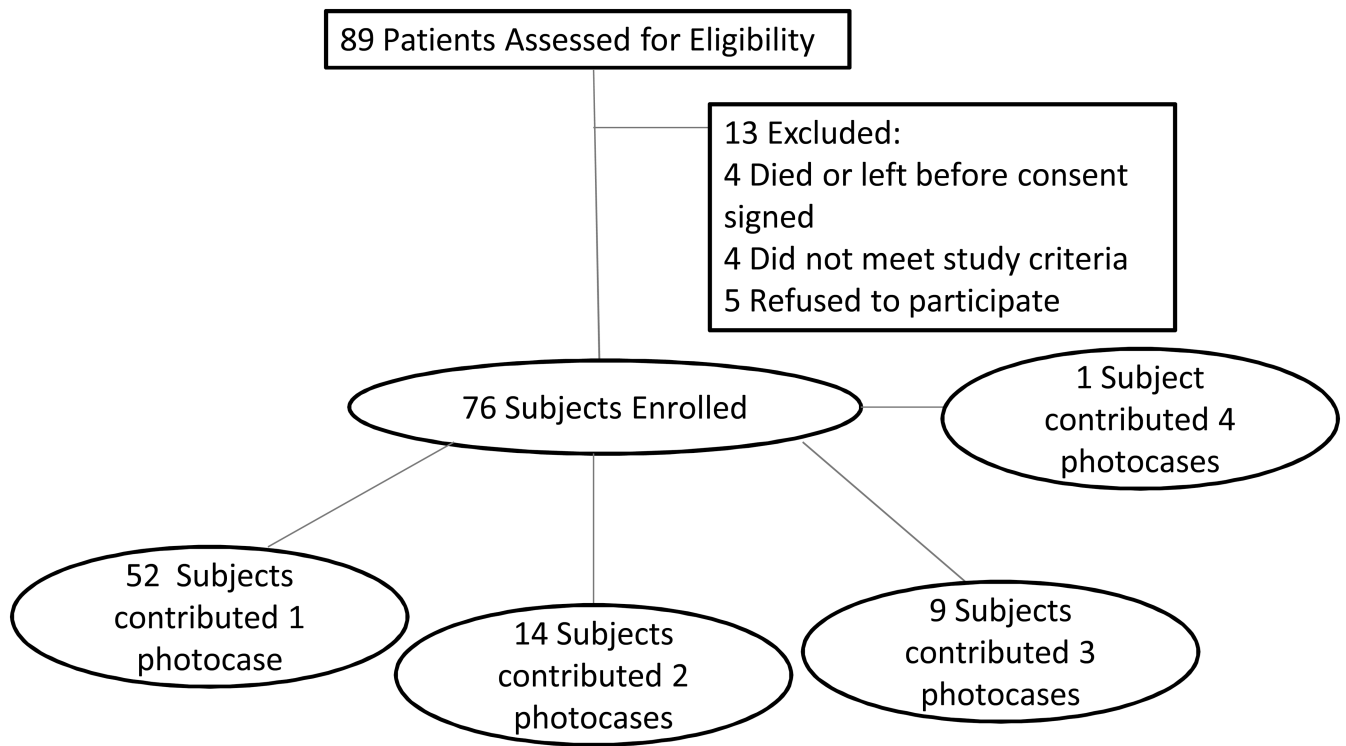 89 Patients Assessed for Eligibility
13 Excluded:
4 Died or left before consent
signed
4 Did not meet study criteria
5 Refused to participate
76 Subjects Enrolled
1 Subject
contributed 4
photocases
52  Subjects
contributed 1
photocase
14 Subjects
contributed 2
photocases
9 Subjects
contributed 3
photocases